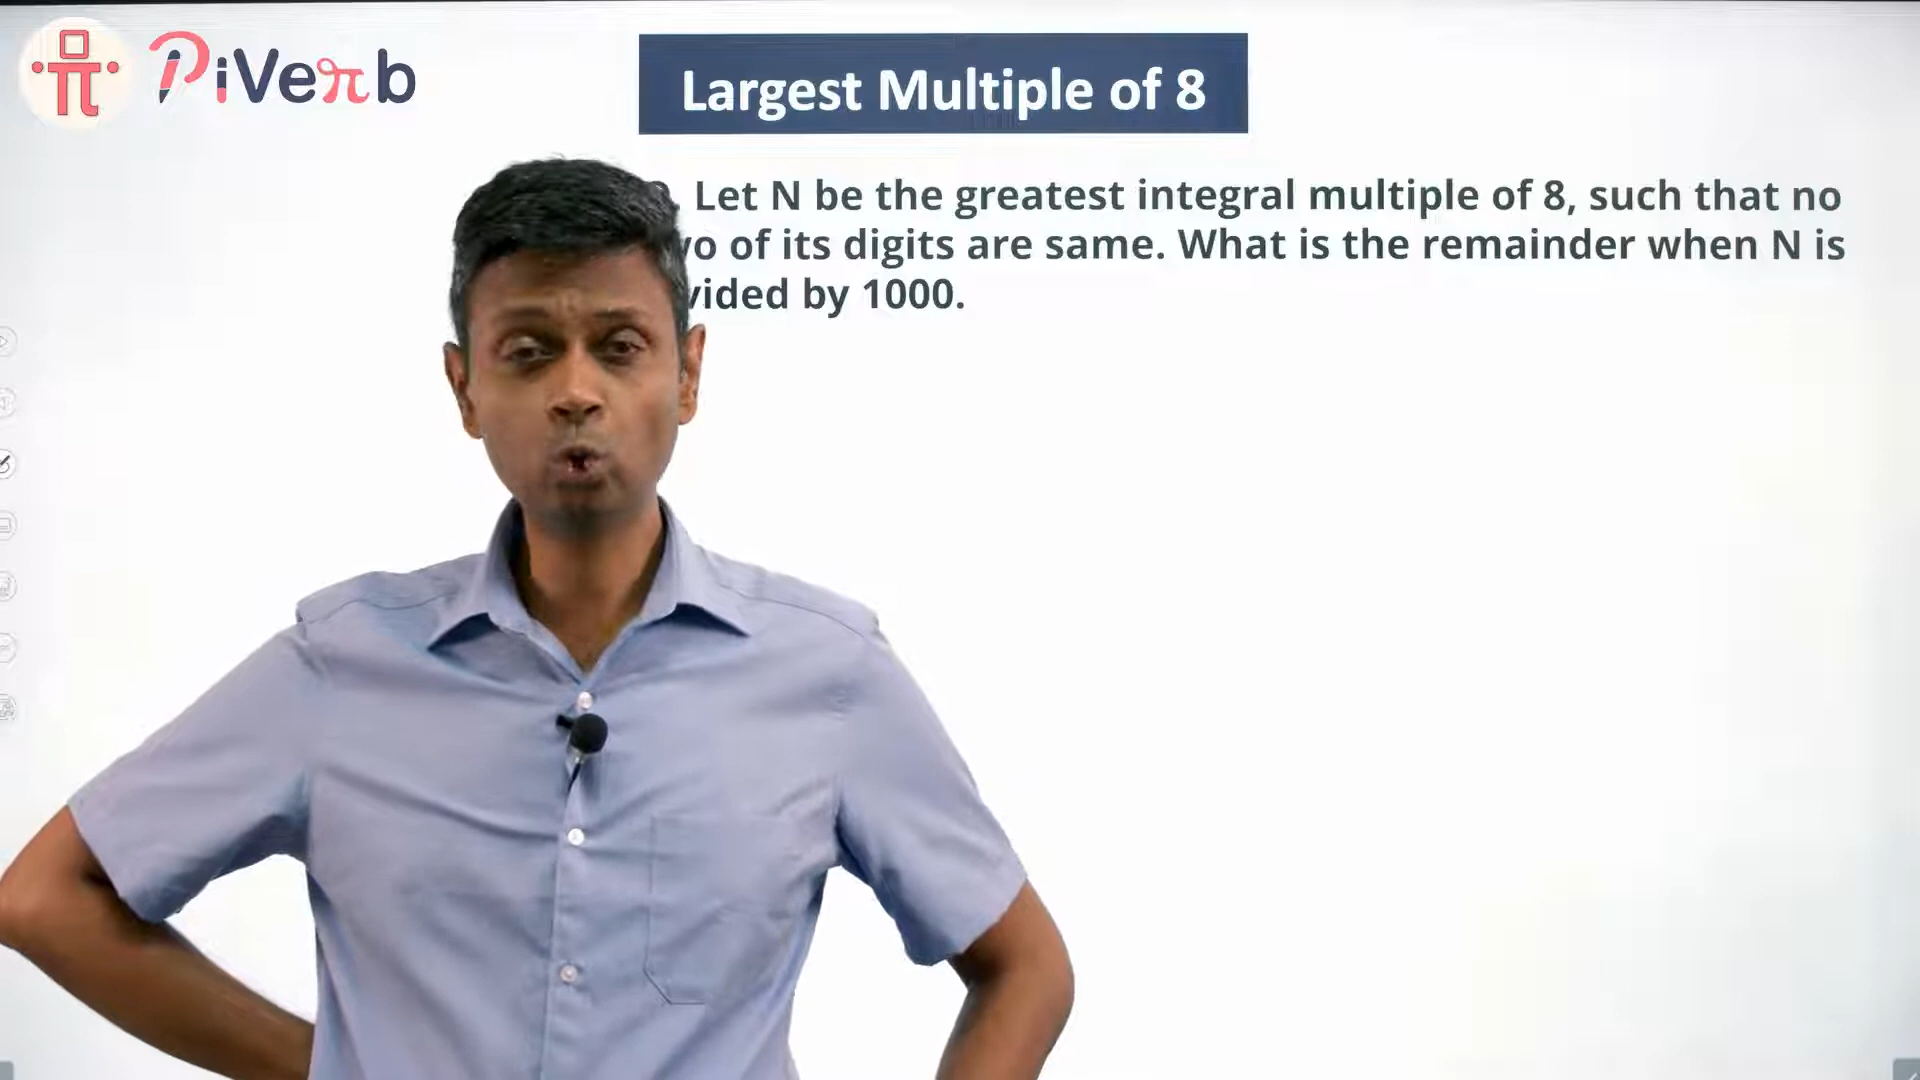 PiVerb
Largest Multiple of 8
Let N be the greatest integral multiple of 8, such that no
of its digits are same. What is the remainder when N is
by 1000.